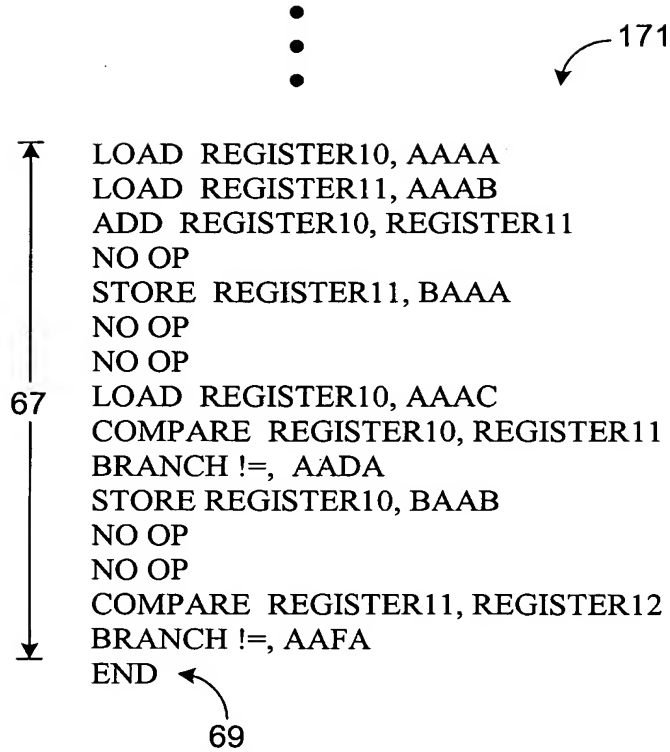 171
LOAD REGISTER10, AAAA
LOAD REGISTER11, AAAB
ADD REGISTER10, REGISTER11
NO OP
STORE REGISTER11, BAAA
NO OP
NO OP
67
LOAD REGISTER10, AAAC
COMPARE REGISTER10, REGISTER11
BRANCH !=, AADA
STORE REGISTER10, BAAB
NO OP
NO OP
COMPARE REGISTER11, REGISTER12
BRANCH !=, AAFA
END
69